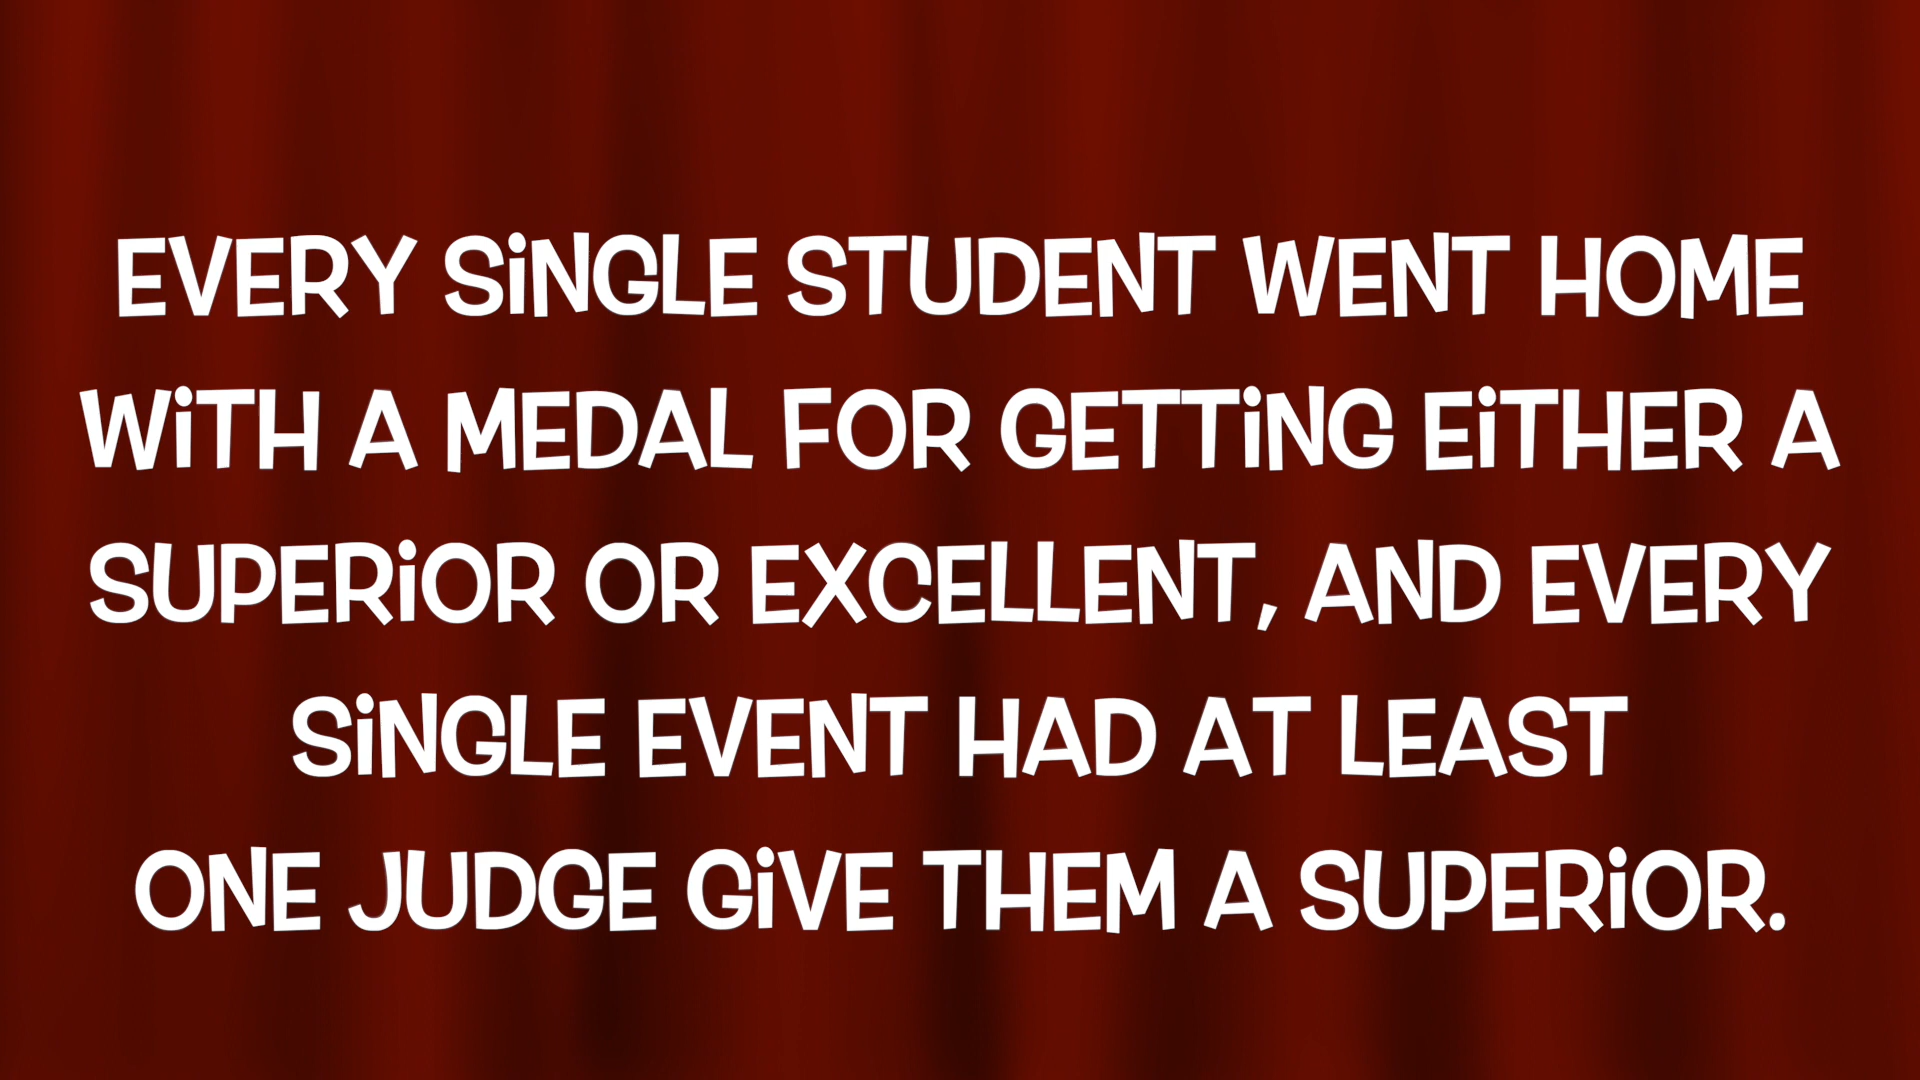 EVERY SiNGLE STUDENT WENT HOME
WiTH A MEDAL FOR GETTiNG EiTHER A
SUPERiOR OR EXCELLENT, AND EVERY
SiNGLE EVENT HAD AT LEAST
ONE JUDGE GiVE THEM A SUPERiOR.